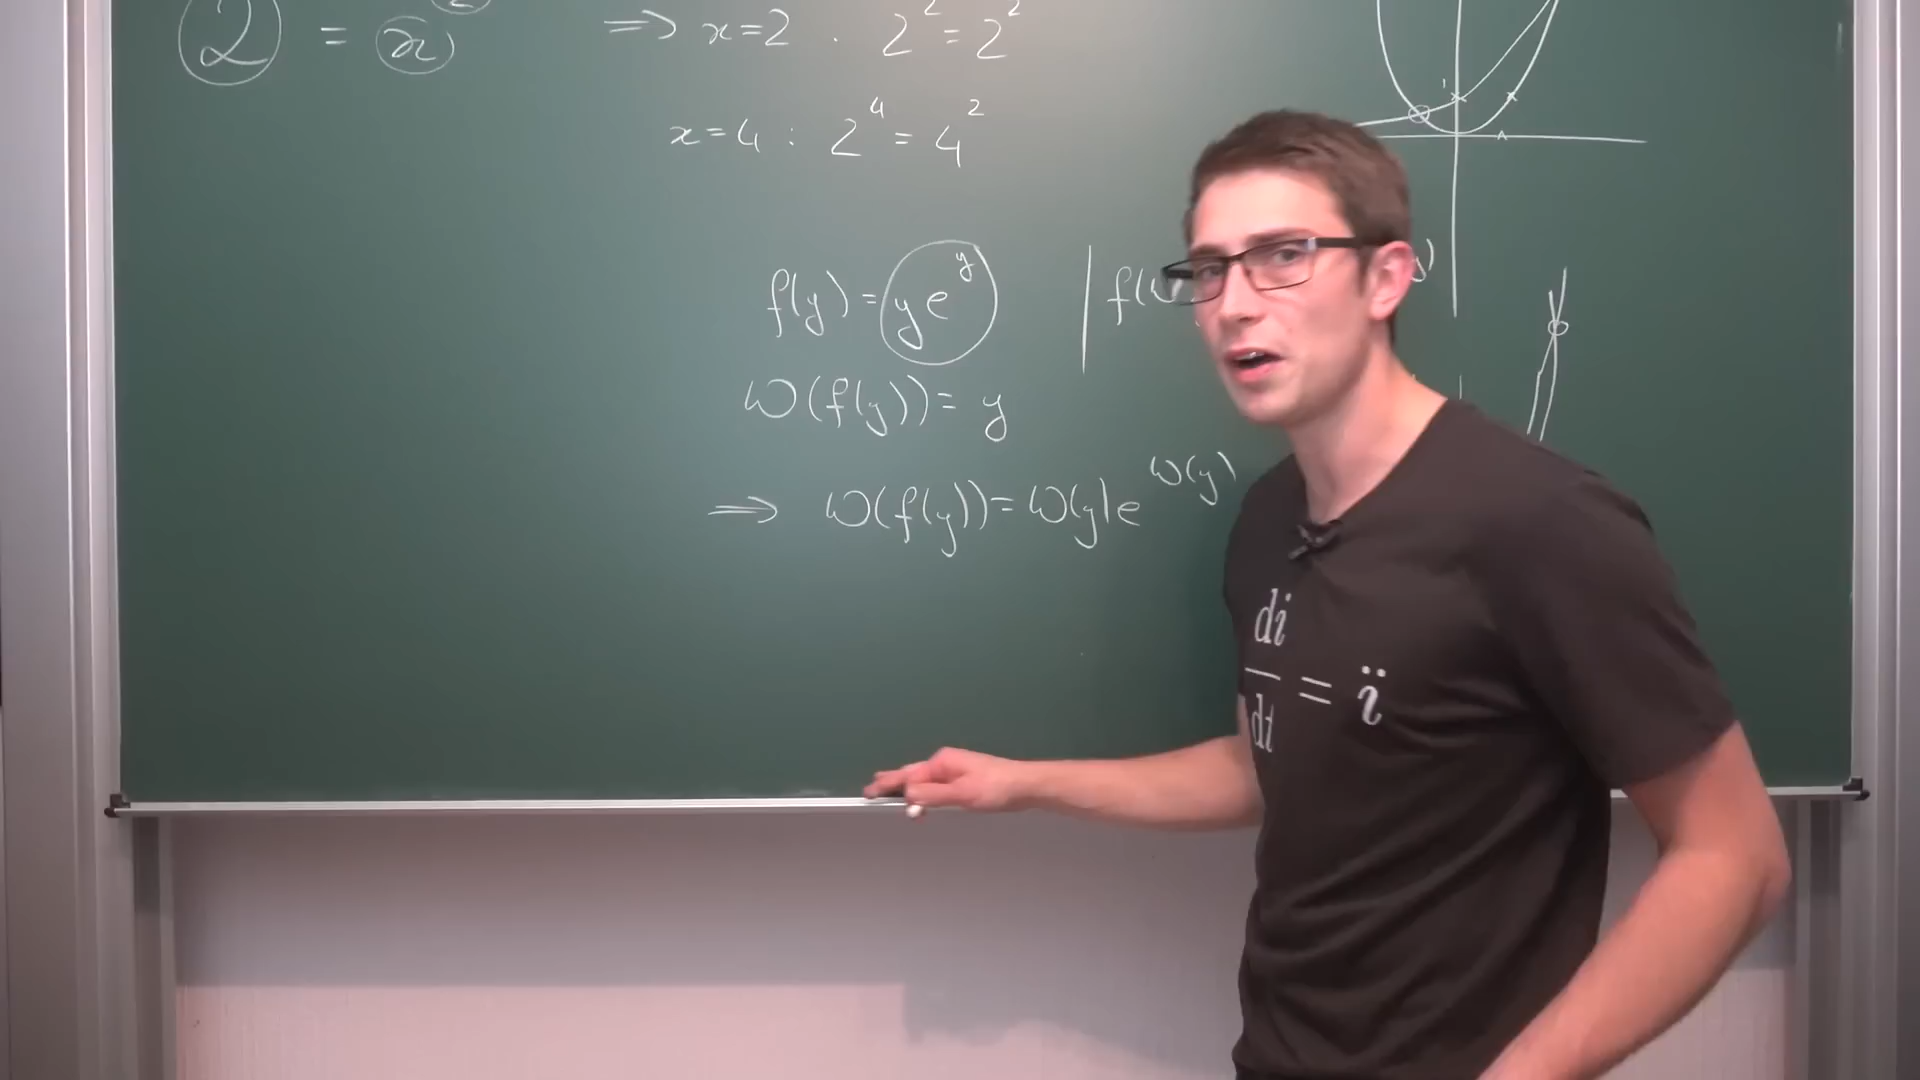 2 = x ⟹ x=2 . 2² = 2²
x=4 : 2⁴ = 4²
f(y) = ye^y | f(
W(f(y)) = y
⟹ W(f(y)) = W(y)e^W(y)
di/dt = ï